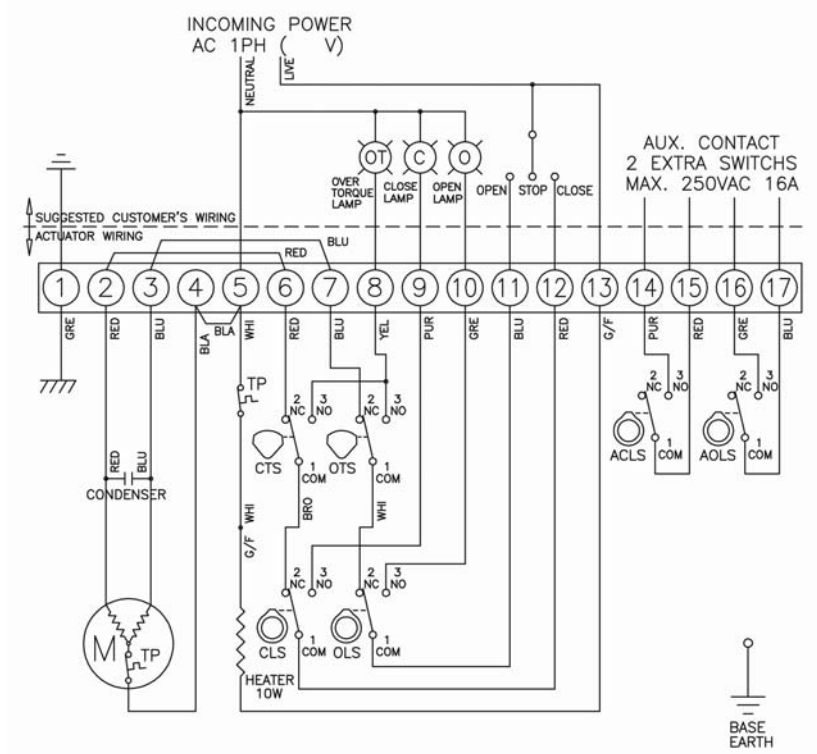 INCOMING POWER
AC 1PH (      V)
NEUTRAL
LIVE
OT
C
O
OVER
TORQUE
LAMP
CLOSE
LAMP
OPEN
LAMP
OPEN
STOP
CLOSE
AUX. CONTACT
2 EXTRA SWITCHS
MAX. 250VAC 16A
SUGGESTED CUSTOMER'S WIRING
ACTUATOR WIRING
BLU
RED
1
2
3
4
5
6
7
8
9
10
11
12
13
14
15
16
17
GRE
RED
BLU
BLA
BLA
WHI
RED
BLU
YEL
PUR
GRE
BLU
RED
G/F
PUR
RED
GRE
BLU
TP
2
NC
3
NO
2
NC
3
NO
2
NC
3
NO
2
NC
3
NO
CTS
1
COM
OTS
1
COM
ACLS
1
COM
AOLS
1
COM
RED
BLU
CONDENSER
WHI
G/F
BRO
WHI
2
NC
3
NO
2
NC
3
NO
CLS
1
COM
OLS
1
COM
M
TP
HEATER
10W
BASE
EARTH